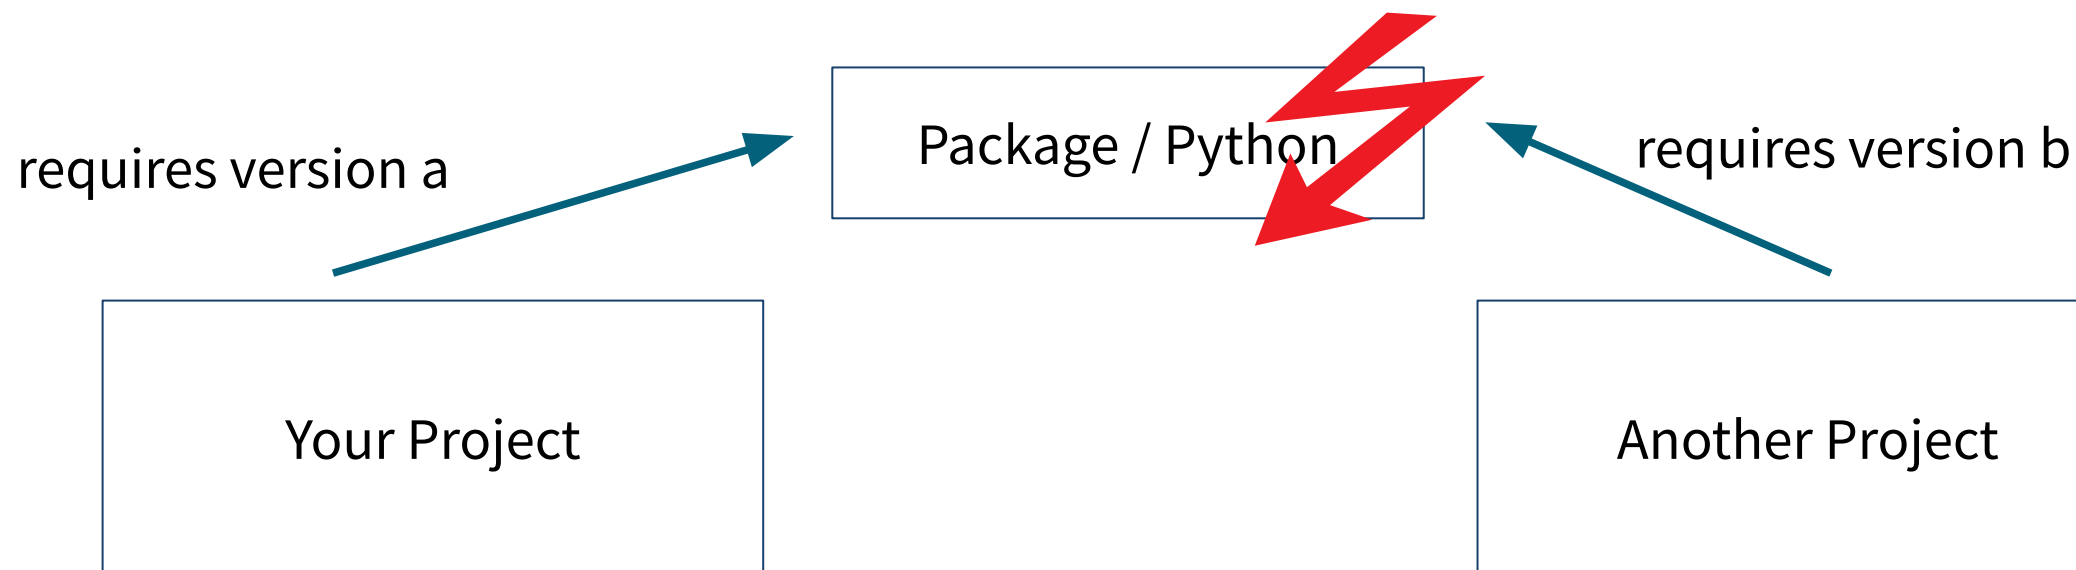 Package / Python
requires version a
requires version b
Your Project
Another Project